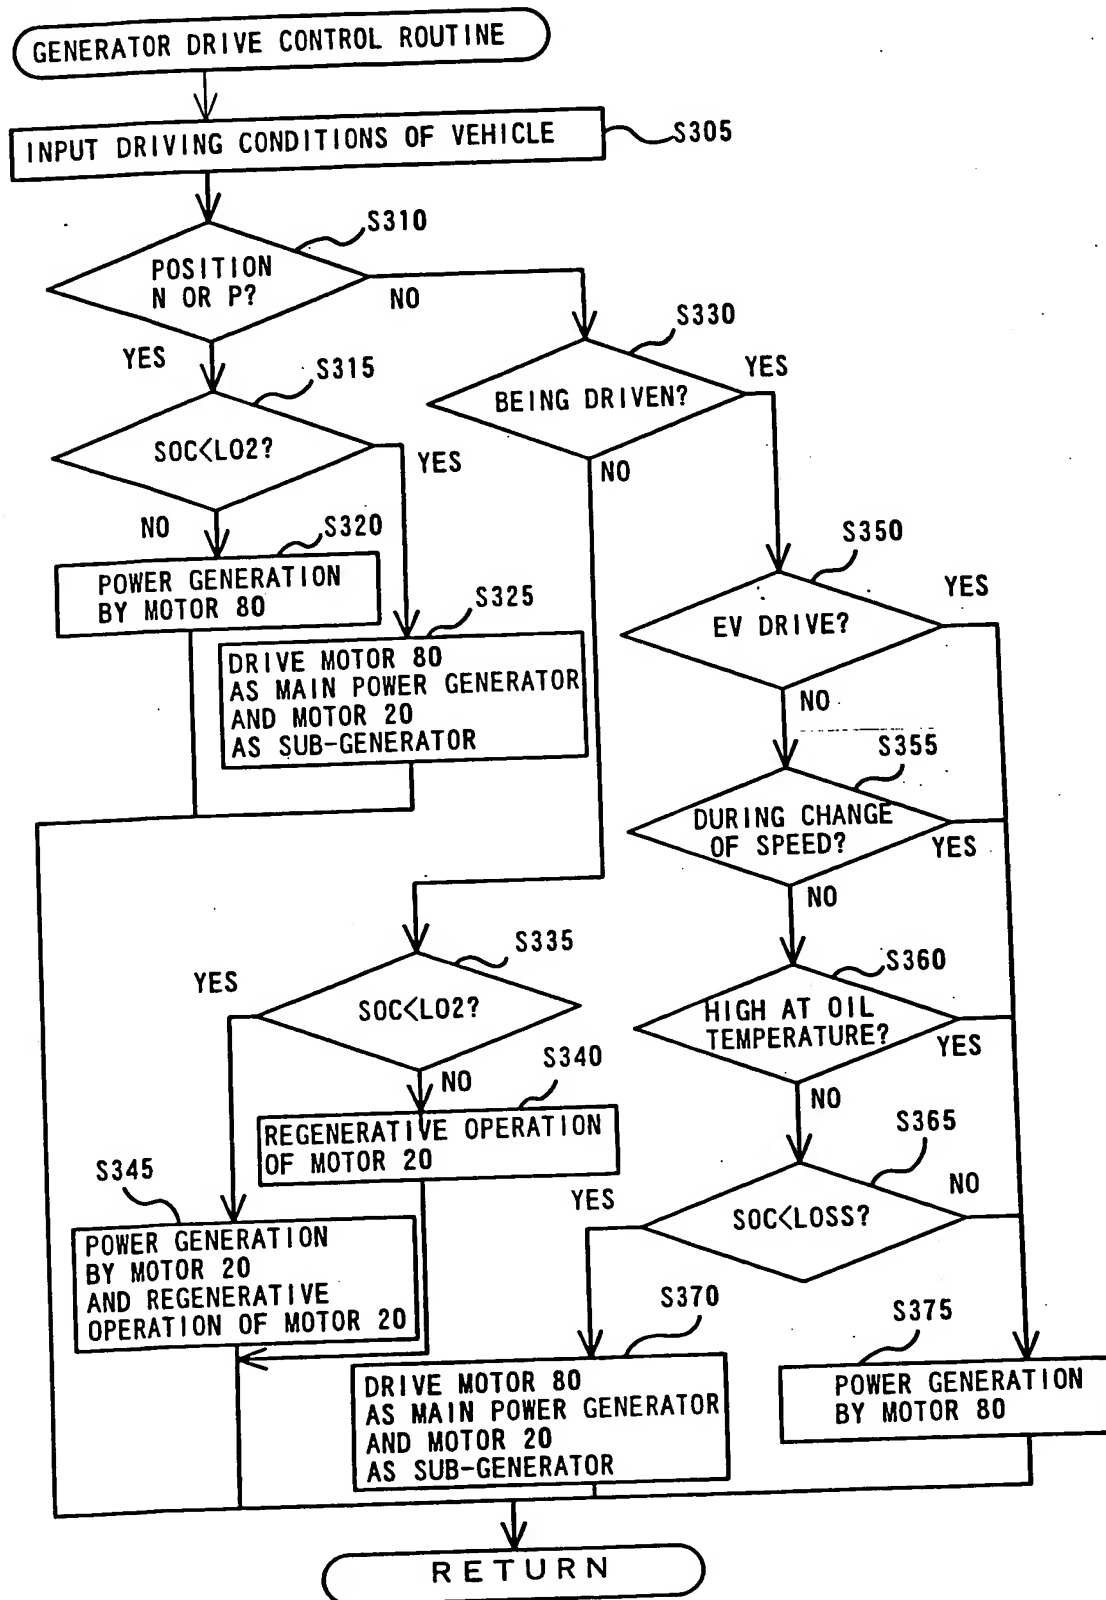 GENERATOR DRIVE CONTROL ROUTINE
INPUT DRIVING CONDITIONS OF VEHICLE
S305
S310
POSITION
N OR P?
NO
YES
S330
BEING DRIVEN?
YES
NO
S315
SOC<LO2?
YES
NO
S320
POWER GENERATION
BY MOTOR 80
S325
DRIVE MOTOR 80
AS MAIN POWER GENERATOR
AND MOTOR 20
AS SUB-GENERATOR
S350
EV DRIVE?
YES
NO
S355
DURING CHANGE
OF SPEED?
YES
NO
S335
SOC<LO2?
YES
NO
S360
HIGH AT OIL
TEMPERATURE?
YES
NO
S340
REGENERATIVE OPERATION
OF MOTOR 20
S345
POWER GENERATION
BY MOTOR 20
AND REGENERATIVE
OPERATION OF MOTOR 20
S365
SOC<LOSS?
YES
NO
S370
DRIVE MOTOR 80
AS MAIN POWER GENERATOR
AND MOTOR 20
AS SUB-GENERATOR
S375
POWER GENERATION
BY MOTOR 80
RETURN